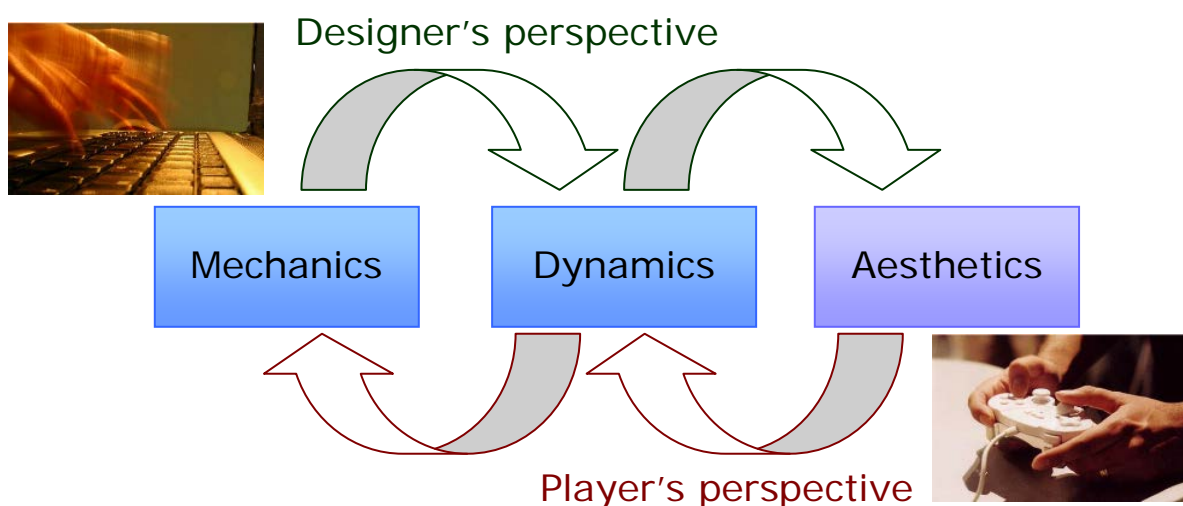 Designer's perspective
Mechanics
Dynamics
Aesthetics
Player's perspective